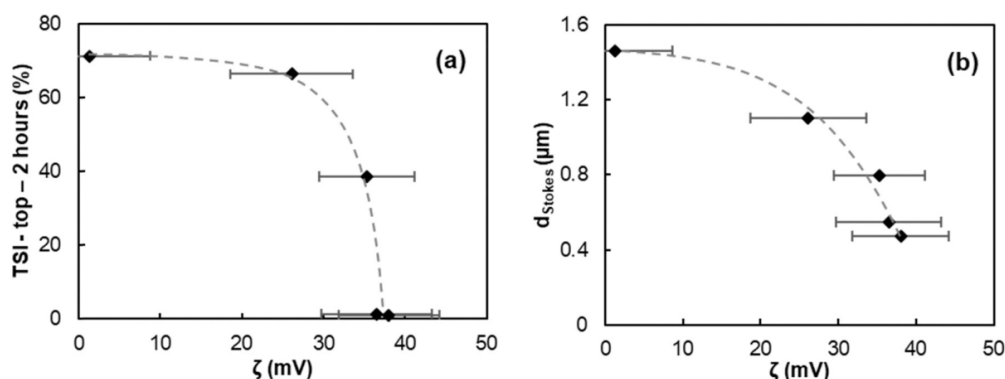 TSI - top – 2 hours (%)
80
60
40
20
0
(a)
0 10 20 30 40 50
ζ (mV)
dStokes (μm)
1.6
1.2
0.8
0.4
0
(b)
0 10 20 30 40 50
ζ (mV)